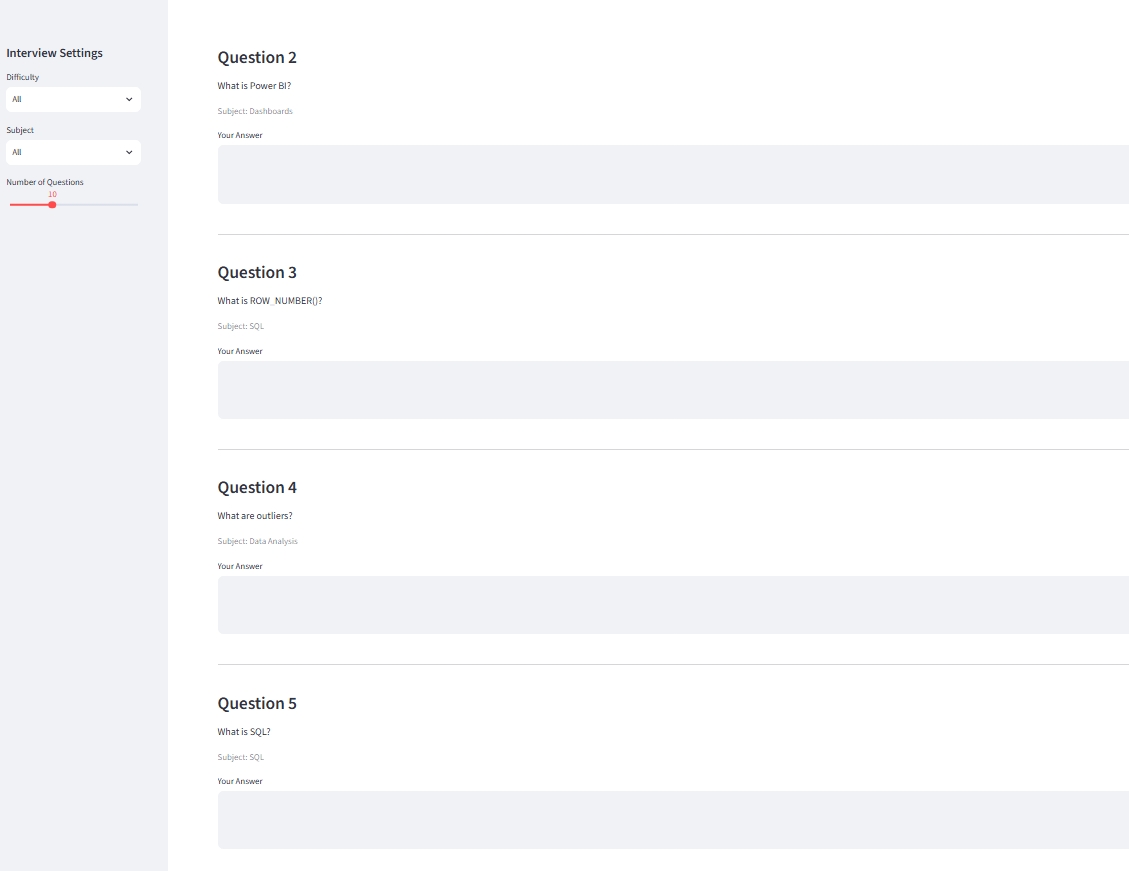 Interview Settings
Difficulty
All
Subject
All
Number of Questions
10
Question 2
What is Power BI?
Subject: Dashboards
Your Answer
Question 3
What is ROW_NUMBER()?
Subject: SQL
Your Answer
Question 4
What are outliers?
Subject: Data Analysis
Your Answer
Question 5
What is SQL?
Subject: SQL
Your Answer